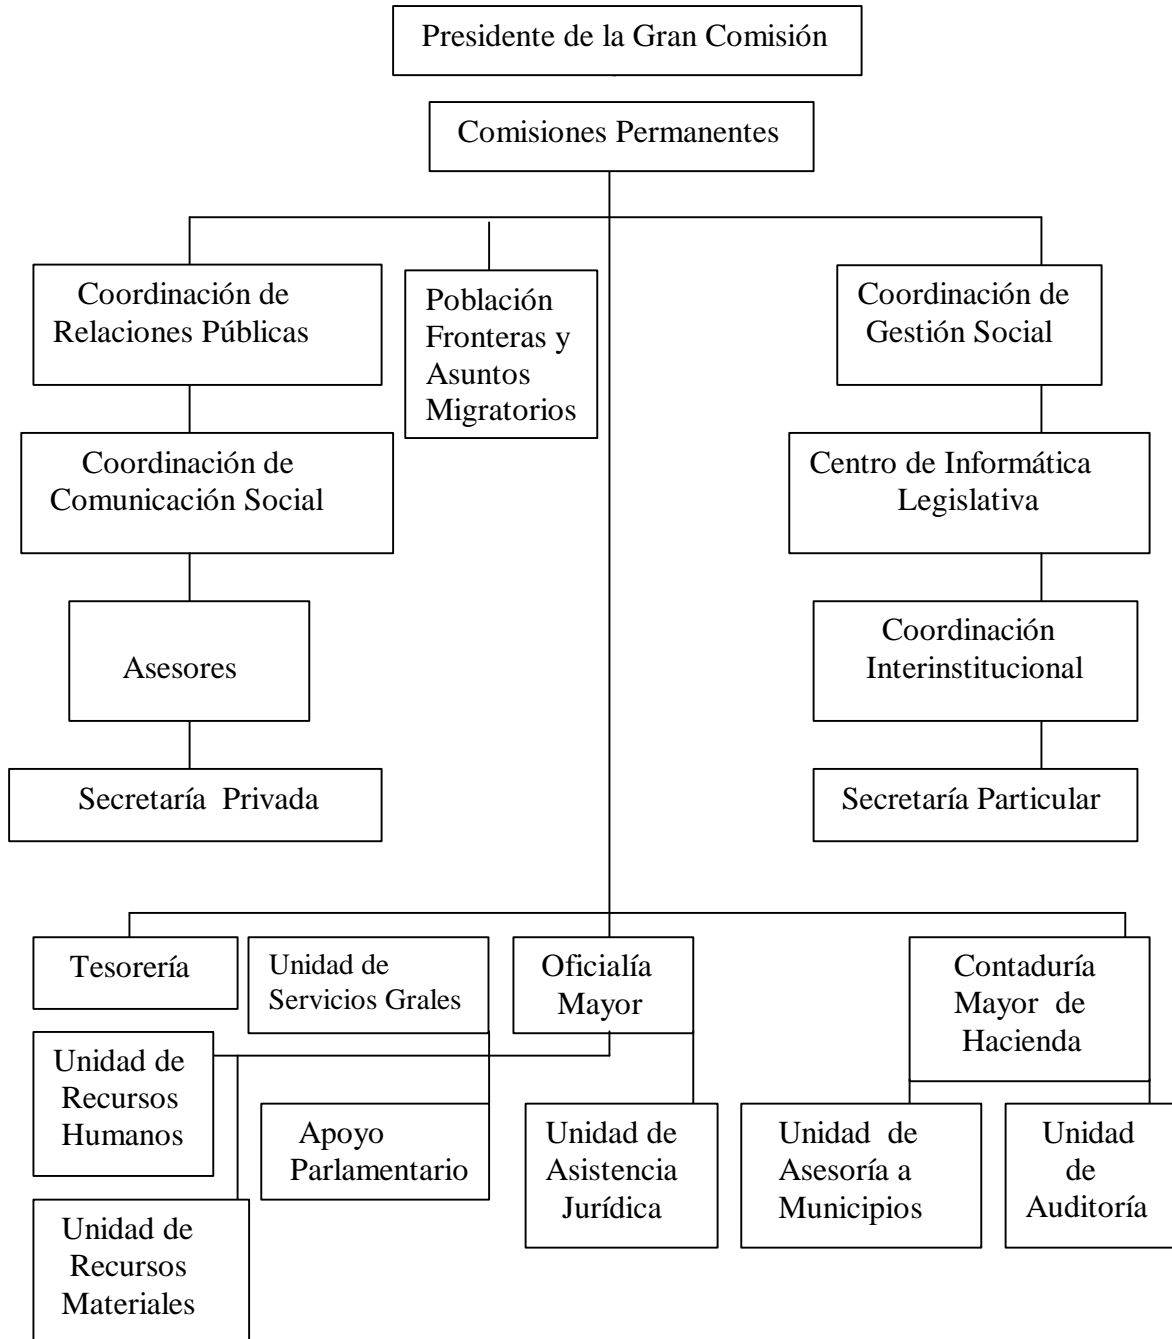 Presidente de la Gran Comisión
Comisiones Permanentes
Coordinación de
Relaciones Públicas
Población
Fronteras y
Asuntos
Migratorios
Coordinación de
Gestión Social
Coordinación de
Comunicación Social
Centro de Informática
Legislativa
Asesores
Coordinación
Interinstitucional
Secretaría Privada
Secretaría Particular
Tesorería
Unidad de
Servicios Grales
Oficialía
Mayor
Contaduría
Mayor de
Hacienda
Unidad de
Recursos
Humanos
Apoyo
Parlamentario
Unidad de
Asistencia
Jurídica
Unidad de
Asesoría a
Municipios
Unidad
de
Auditoría
Unidad de
Recursos
Materiales